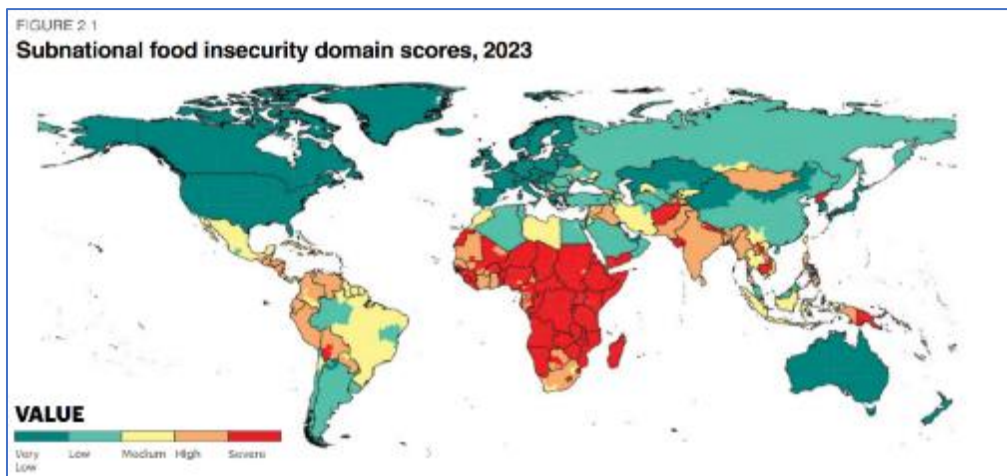 FIGURE 2.1
Subnational food insecurity domain scores, 2023
VALUE
Very Low
Low
Medium
High
Severe